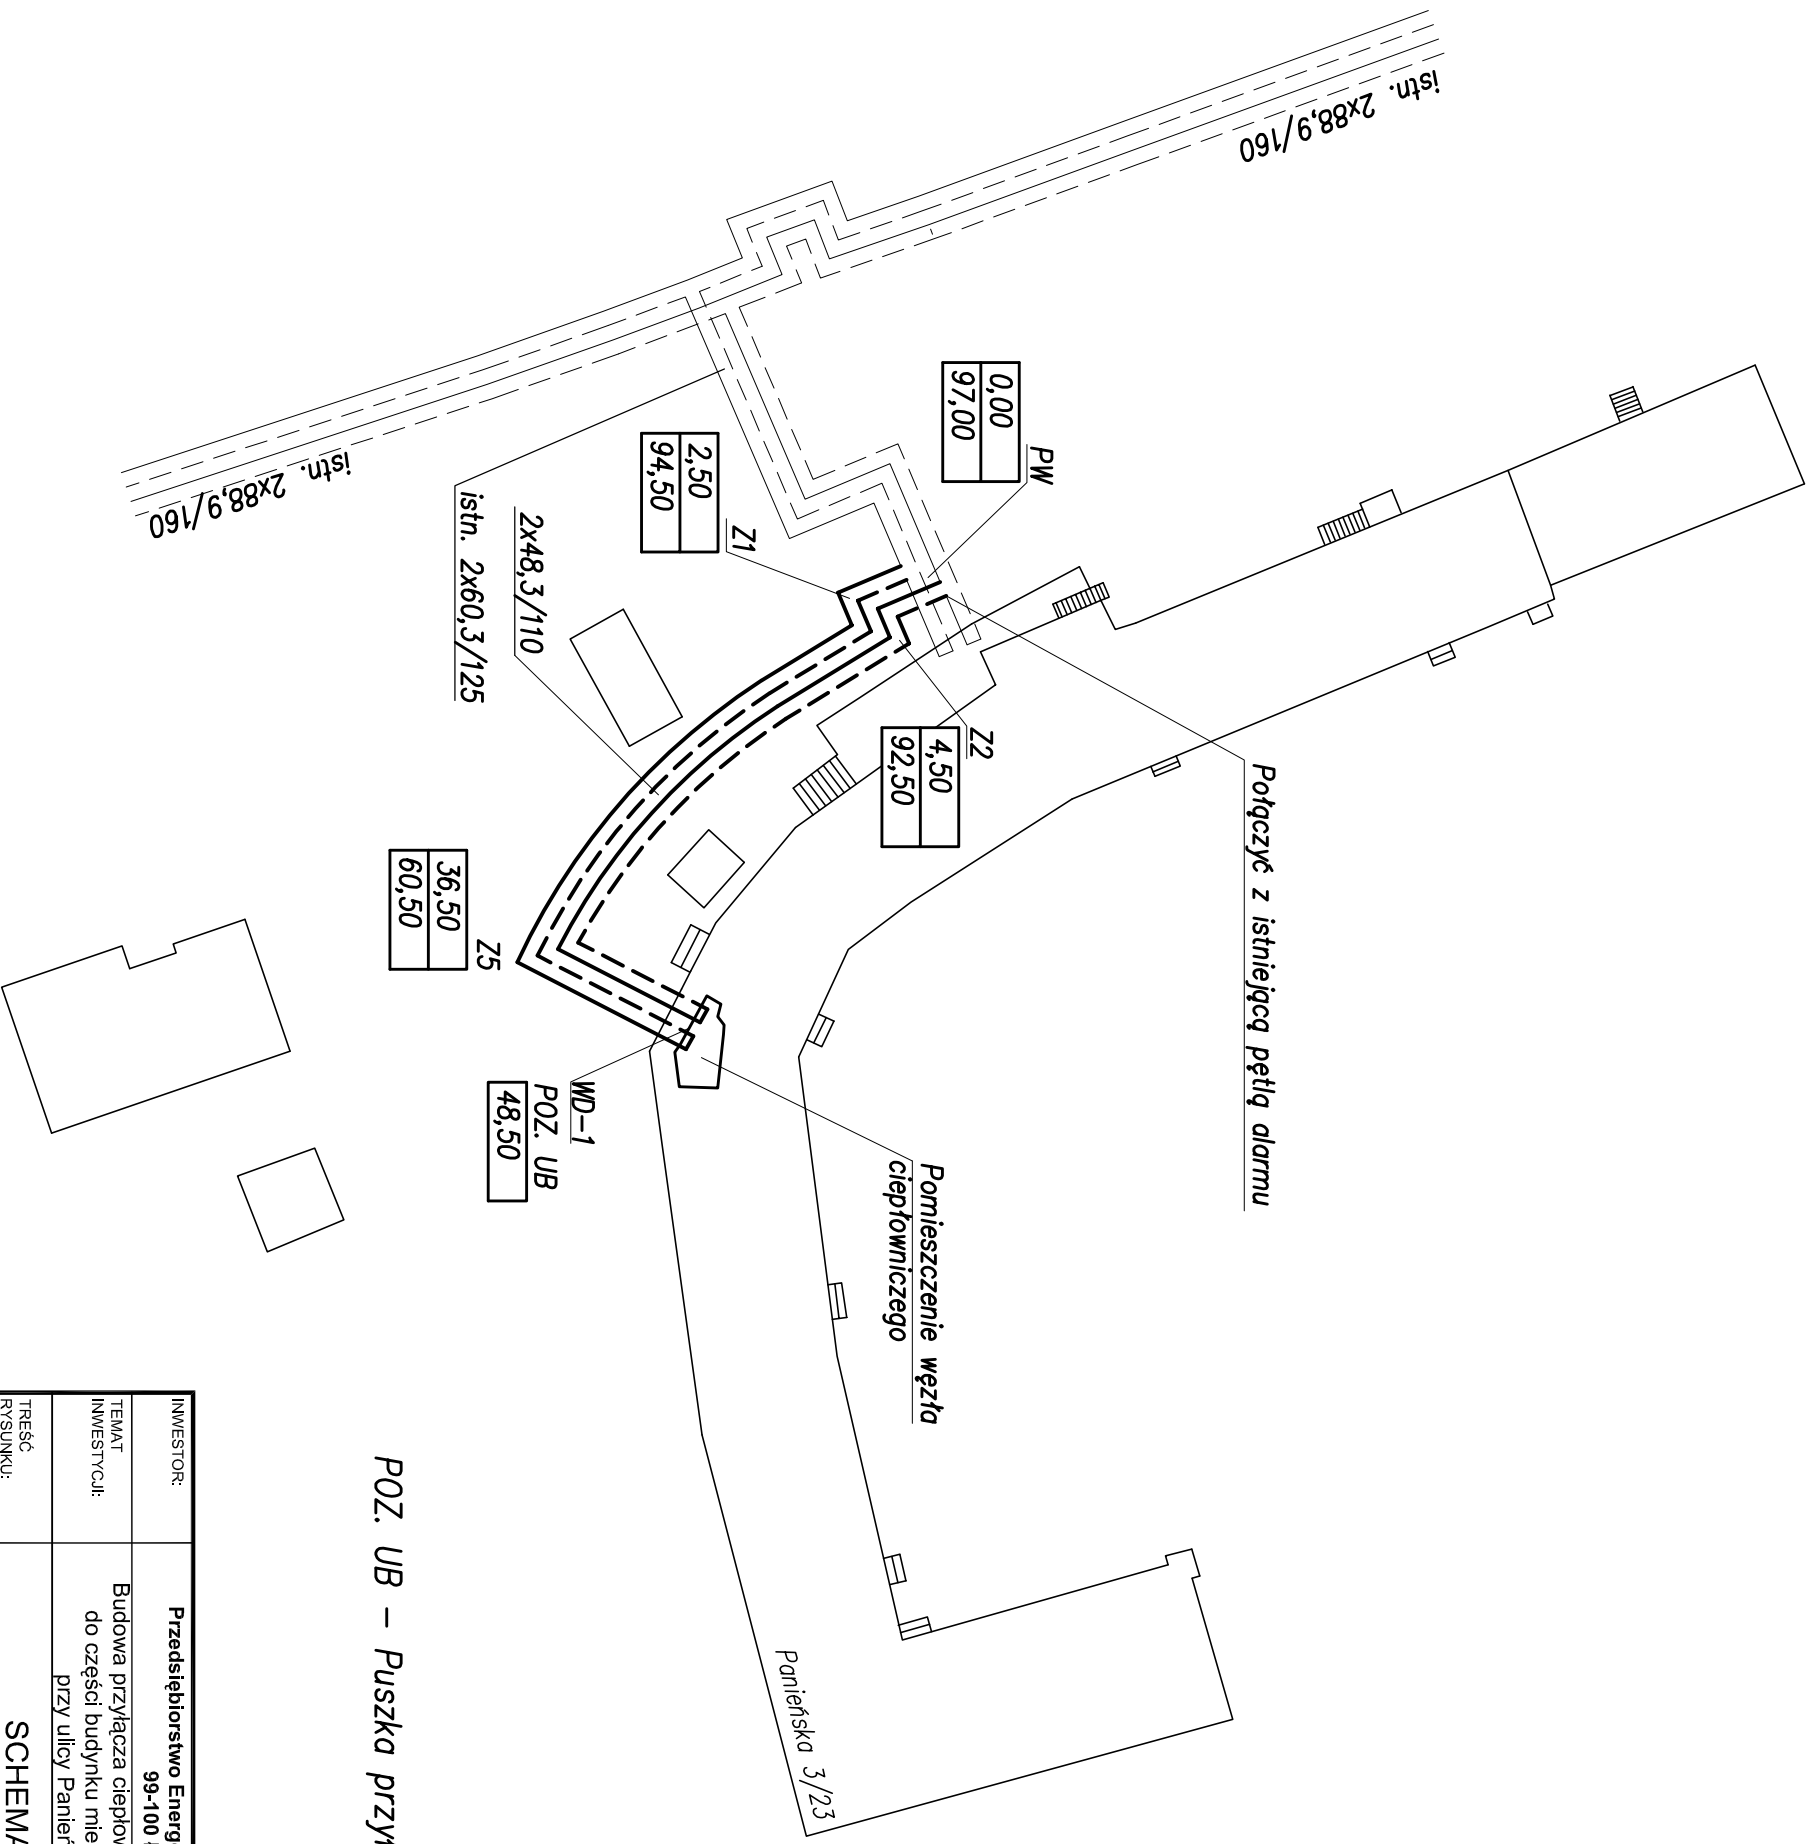 istn. 2x88,9/160
Połączyć z istniejącą pętlą alarmu
PW
0,00
97,00
Z2
4,50
92,50
Pomieszczenie węzła
ciepłowniczego
Z1
2,50
94,50
2x48,3/110
istn. 2x60,3/125
istn. 2x88,9/160
Z5
36,50
60,50
WD-1
POZ. UB
48,50
Panieńska 3/23
POZ. UB - Puszka przył
INWESTOR:
Przedsiębiorstwo Energ
99-100
TEMAT
INWESTYCJI:
Budowa przyłącza ciepłow
do części budynku mie
przy ulicy Panień
TREŚĆ
RYSUNKU:
SCHEMA